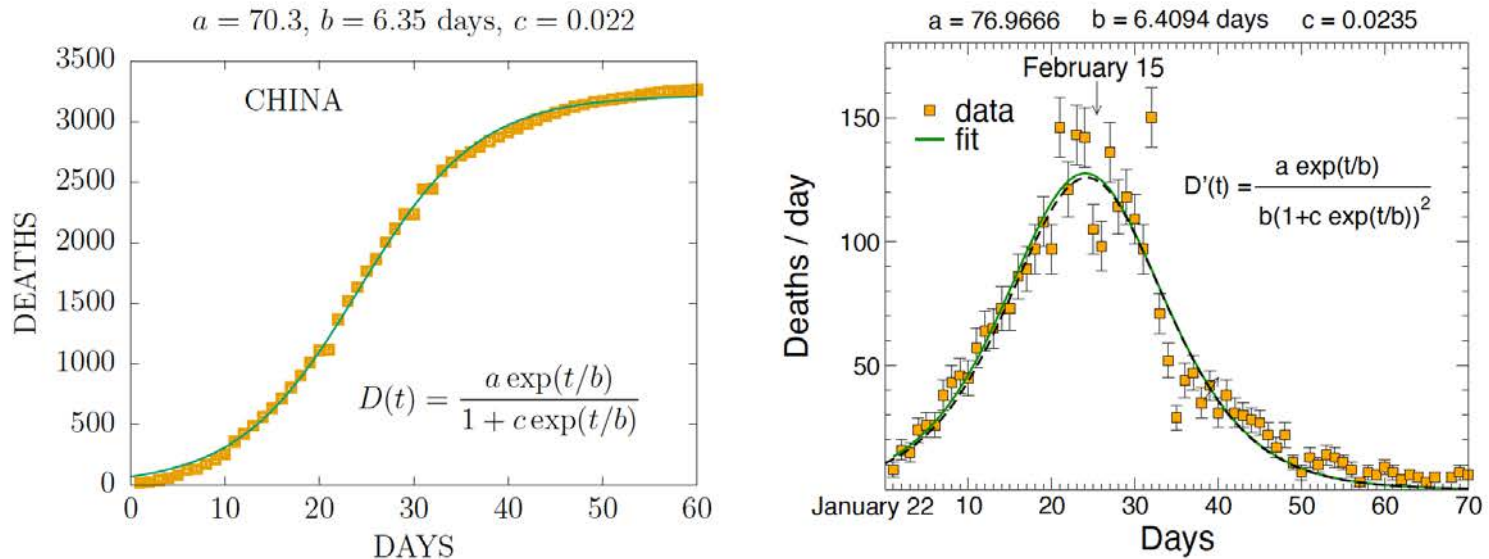 a = 70.3, b = 6.35 days, c = 0.022
3500
3000
2500
2000
1500
1000
500
0
DEATHS
CHINA
D(t) = a exp(t/b) / 1 + c exp(t/b)
0 10 20 30 40 50 60
DAYS
a = 76.9666 b = 6.4094 days c = 0.0235
February 15
data
fit
150
100
50
Deaths / day
D'(t) = a exp(t/b) / b(1+c exp(t/b))²
January 22 10 20 30 40 50 60 70
Days